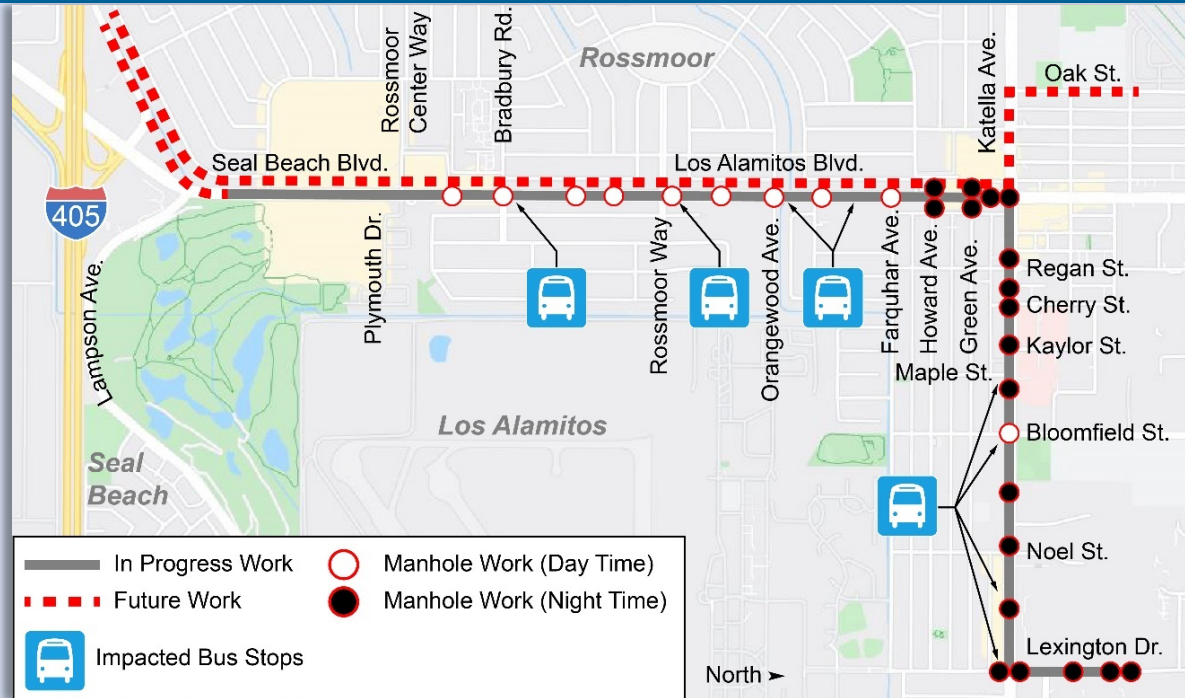 Rossmoor
Center Way
Bradbury Rd.
Rossmoor
Katella Ave.
Oak St.
Seal Beach Blvd.
Los Alamitos Blvd.
405
Lampson Ave.
Plymouth Dr.
Rossmoor Way
Orangewood Ave.
Farquhar Ave.
Howard Ave.
Green Ave.
Regan St.
Cherry St.
Kaylor St.
Maple St.
Bloomfield St.
Los Alamitos
Seal
Beach
Noel St.
Lexington Dr.
North
In Progress Work
Manhole Work (Day Time)
Future Work
Manhole Work (Night Time)
Impacted Bus Stops